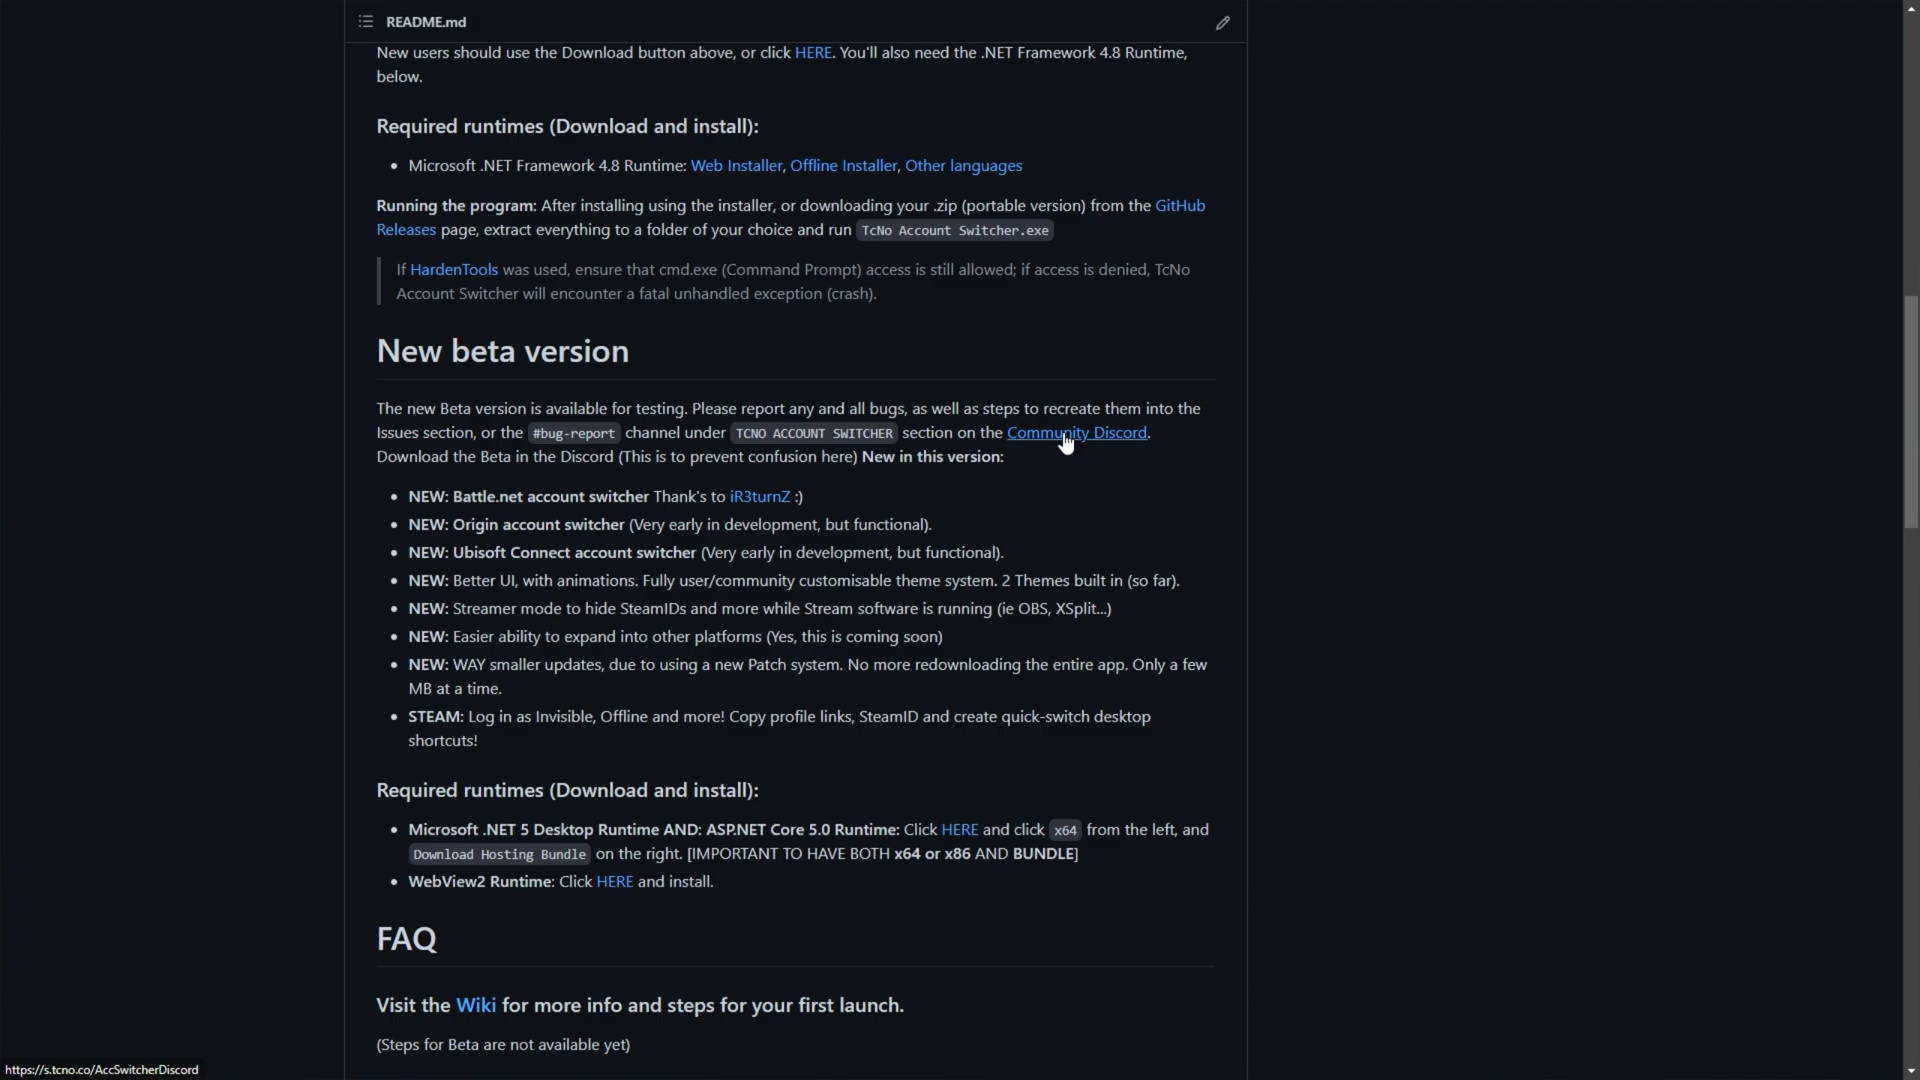 README.md
New users should use the Download button above, or click HERE. You'll also need the .NET Framework 4.8 Runtime,
below.
Required runtimes (Download and install):
• Microsoft .NET Framework 4.8 Runtime: Web Installer, Offline Installer, Other languages
Running the program: After installing using the installer, or downloading your .zip (portable version) from the GitHub
Releases page, extract everything to a folder of your choice and run TcNo Account Switcher.exe
If HardenTools was used, ensure that cmd.exe (Command Prompt) access is still allowed; if access is denied, TcNo
Account Switcher will encounter a fatal unhandled exception (crash).
New beta version
The new Beta version is available for testing. Please report any and all bugs, as well as steps to recreate them into the
Issues section, or the #bug-report channel under TCNO ACCOUNT SWITCHER section on the Community Discord.
Download the Beta in the Discord (This is to prevent confusion here) New in this version:
• NEW: Battle.net account switcher Thank's to iR3turnZ :)
• NEW: Origin account switcher (Very early in development, but functional).
• NEW: Ubisoft Connect account switcher (Very early in development, but functional).
• NEW: Better UI, with animations. Fully user/community customisable theme system. 2 Themes built in (so far).
• NEW: Streamer mode to hide SteamIDs and more while Stream software is running (ie OBS, XSplit...)
• NEW: Easier ability to expand into other platforms (Yes, this is coming soon)
• NEW: WAY smaller updates, due to using a new Patch system. No more redownloading the entire app. Only a few
MB at a time.
• STEAM: Log in as Invisible, Offline and more! Copy profile links, SteamID and create quick-switch desktop
shortcuts!
Required runtimes (Download and install):
• Microsoft .NET 5 Desktop Runtime AND: ASP.NET Core 5.0 Runtime: Click HERE and click x64 from the left, and
Download Hosting Bundle on the right. [IMPORTANT TO HAVE BOTH x64 or x86 AND BUNDLE]
• WebView2 Runtime: Click HERE and install.
FAQ
Visit the Wiki for more info and steps for your first launch.
(Steps for Beta are not available yet)
https://s.tcno.co/AccSwitcherDiscord